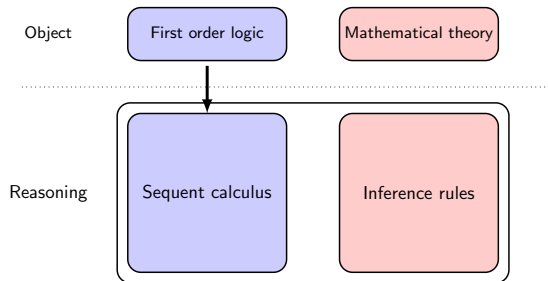 Object
First order logic
Mathematical theory
Reasoning
Sequent calculus
Inference rules